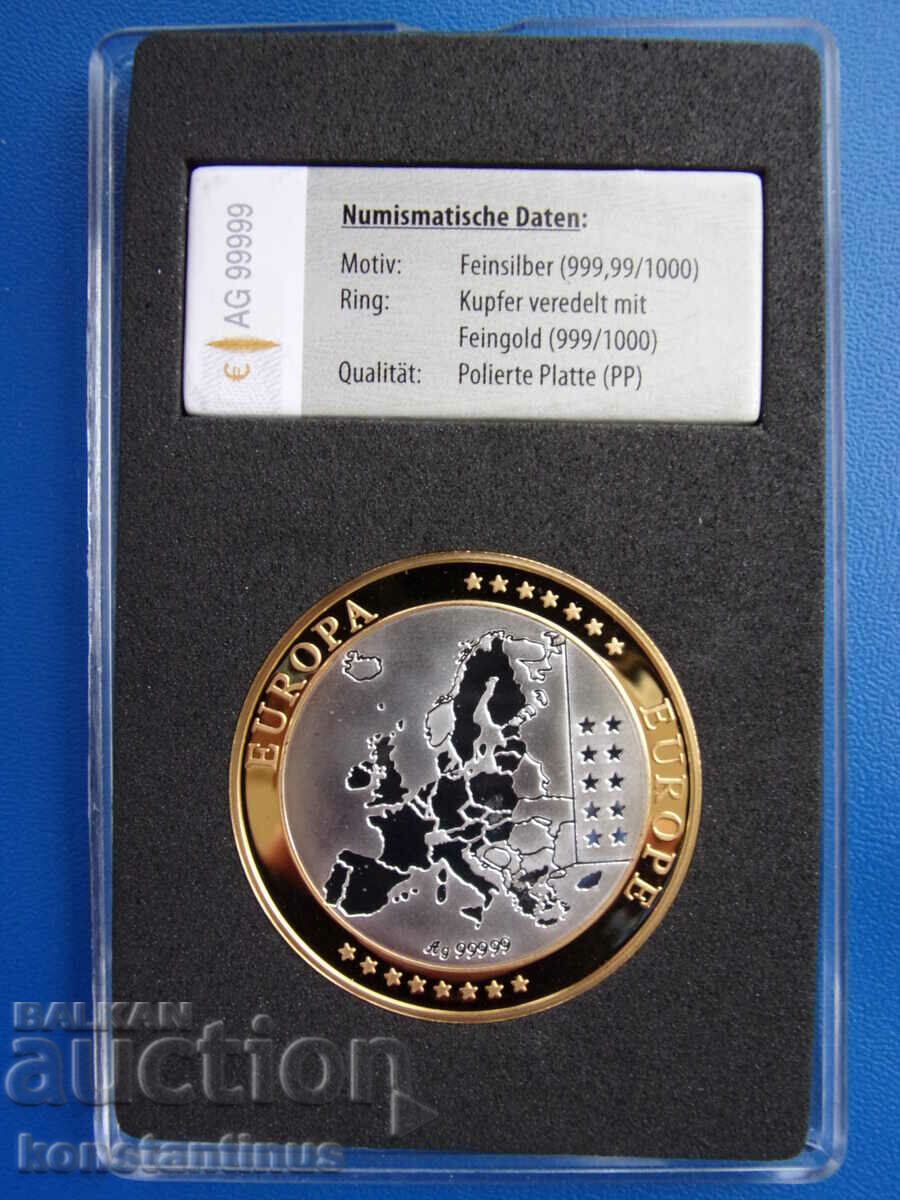 Numismatische Daten:
Motiv: Feinsilber (999,99/1000)
Ring: Kupfer veredelt mit
Feingold (999/1000)
Qualität: Polierte Platte (PP)
€ AG 99999
EUROPA
EUROPE
Ag 99999
BALKAN
auction
konstantinus